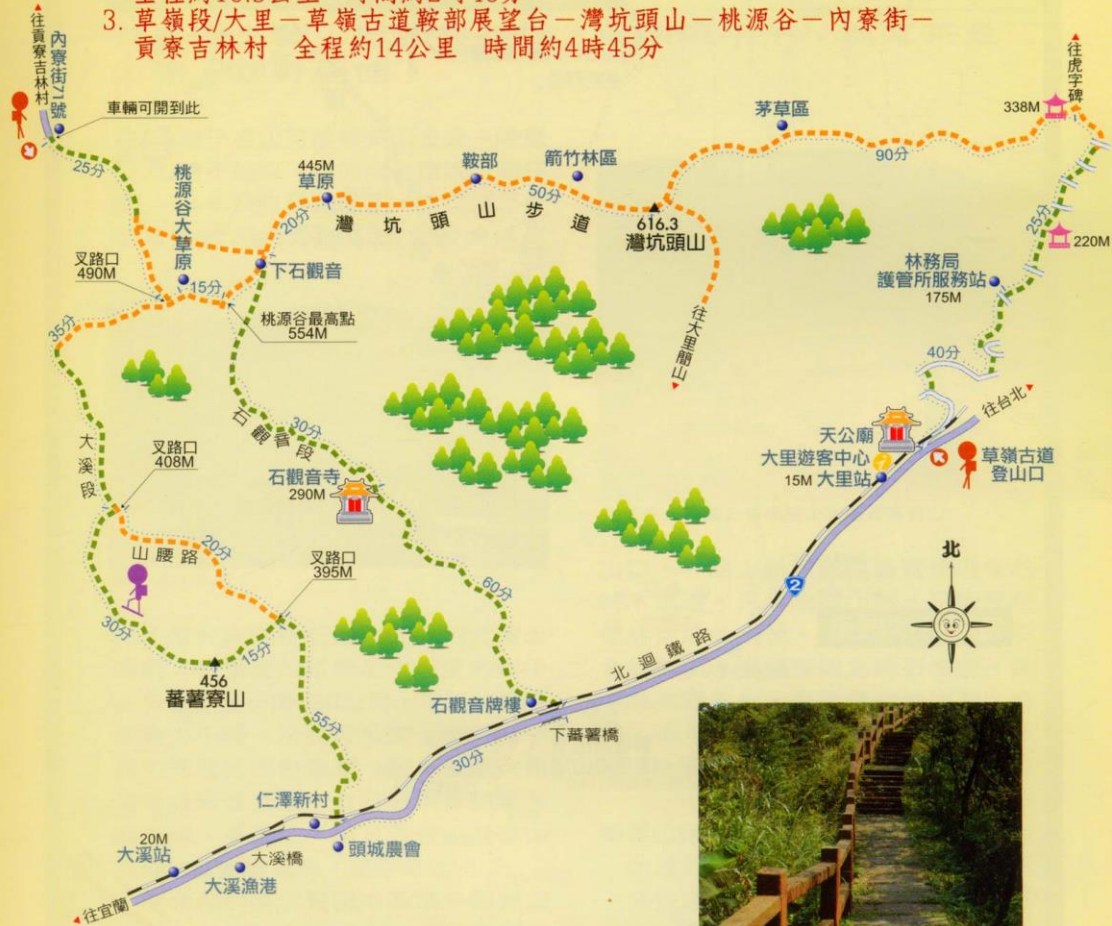 3. 草嶺段/大里－草嶺古道鞍部展望台－灣坑頭山－桃源谷－內寮街－
貢寮吉林村 全程約14公里 時間約4時45分
往貢寮吉林村
內寮街71號
車輛可開到此
25分
桃源谷大草原
叉路口
490M
15分
35分
445M
草原
20分
下石觀音
桃源谷最高點
554M
鞍部
箭竹林區
50分
灣坑頭山步道
616.3
灣坑頭山
往大里簡山
茅草區
90分
338M
往虎字碑
25分
220M
林務局
護管所服務站
175M
40分
往台北
天公廟
大里遊客中心
15M 大里站
草嶺古道
登山口
北
2
北迴鐵路
大溪段
叉路口
408M
石觀音段
30分
石觀音寺
290M
山腰路
20分
叉路口
395M
60分
30分
15分
456
蕃薯寮山
55分
石觀音牌樓
下蕃薯橋
30分
仁澤新村
20M
大溪站
大溪橋
大溪漁港
頭城農會
往宜蘭